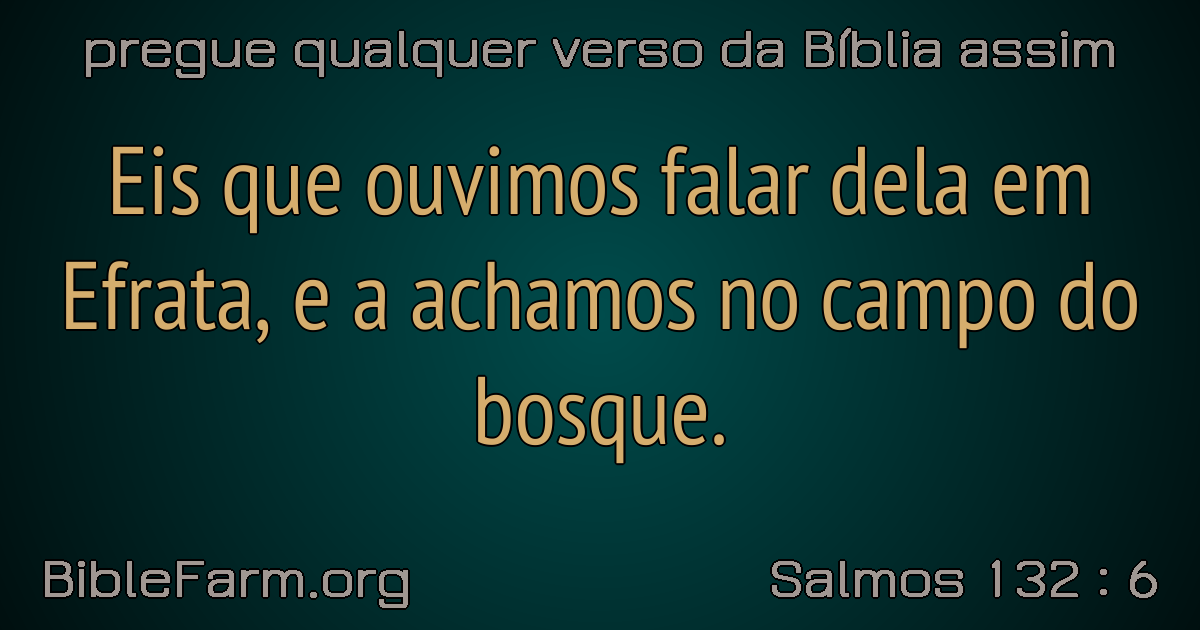 pregue qualquer verso da Bíblia assim
Eis que ouvimos falar dela em
Efrata, e a achamos no campo do
bosque.
BibleFarm.org
Salmos 132 : 6